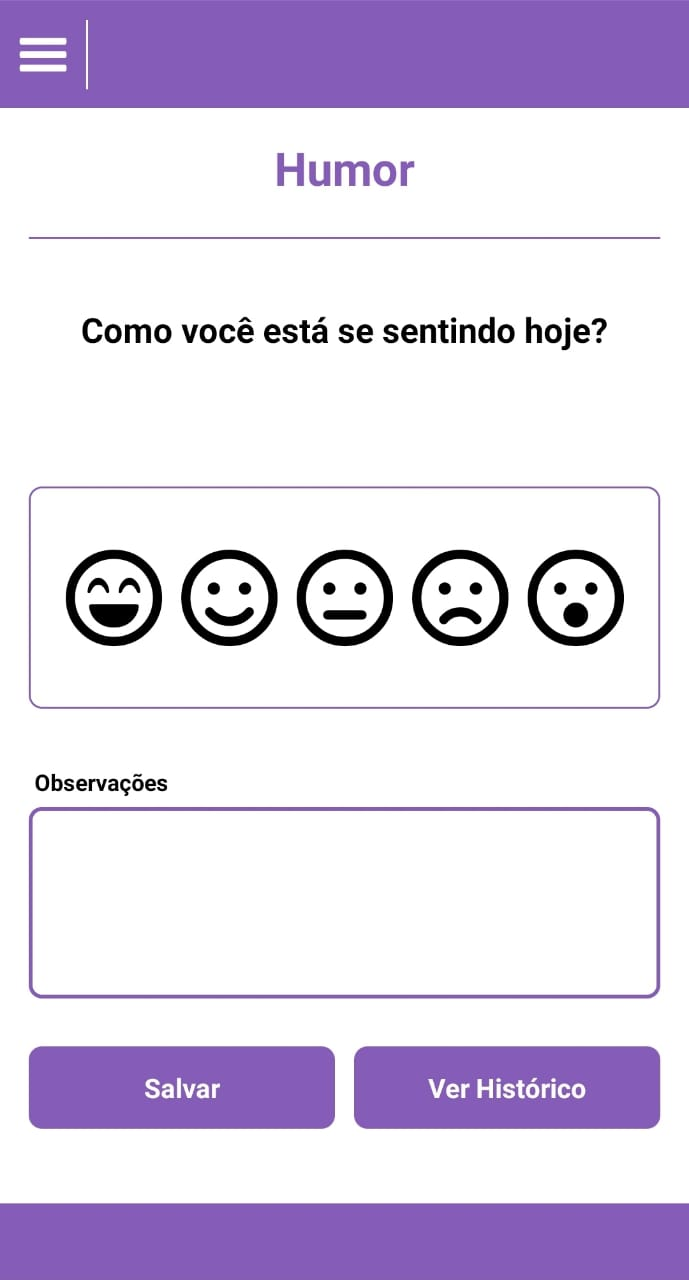 Humor
Como você está se sentindo hoje?
Observações
Salvar
Ver Histórico